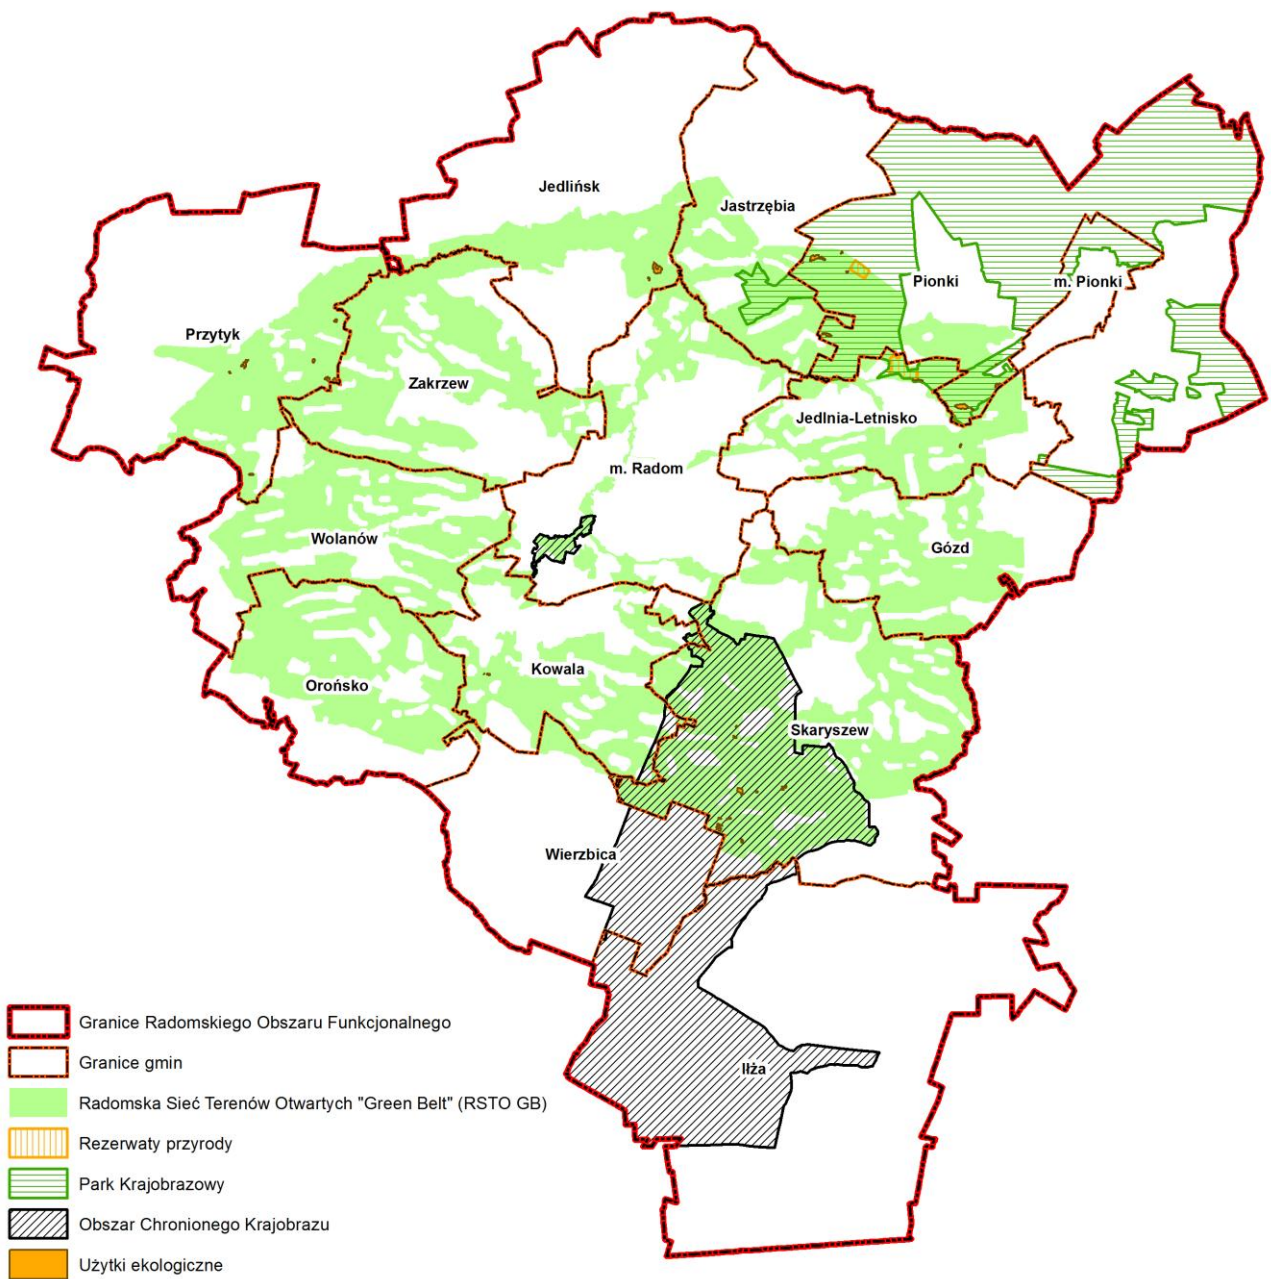 Jedlińsk
Jastrzębia
Pionki
m. Pionki
Przytyk
Zakrzew
Jedlnia-Letnisko
m. Radom
Wolanów
Gózd
Kowala
Orońsko
Skaryszew
Wierzbica
Iłża
Granice Radomskiego Obszaru Funkcjonalnego
Granice gmin
Radomska Sieć Terenów Otwartych "Green Belt" (RSTO GB)
Rezerwaty przyrody
Park Krajobrazowy
Obszar Chronionego Krajobrazu
Użytki ekologiczne